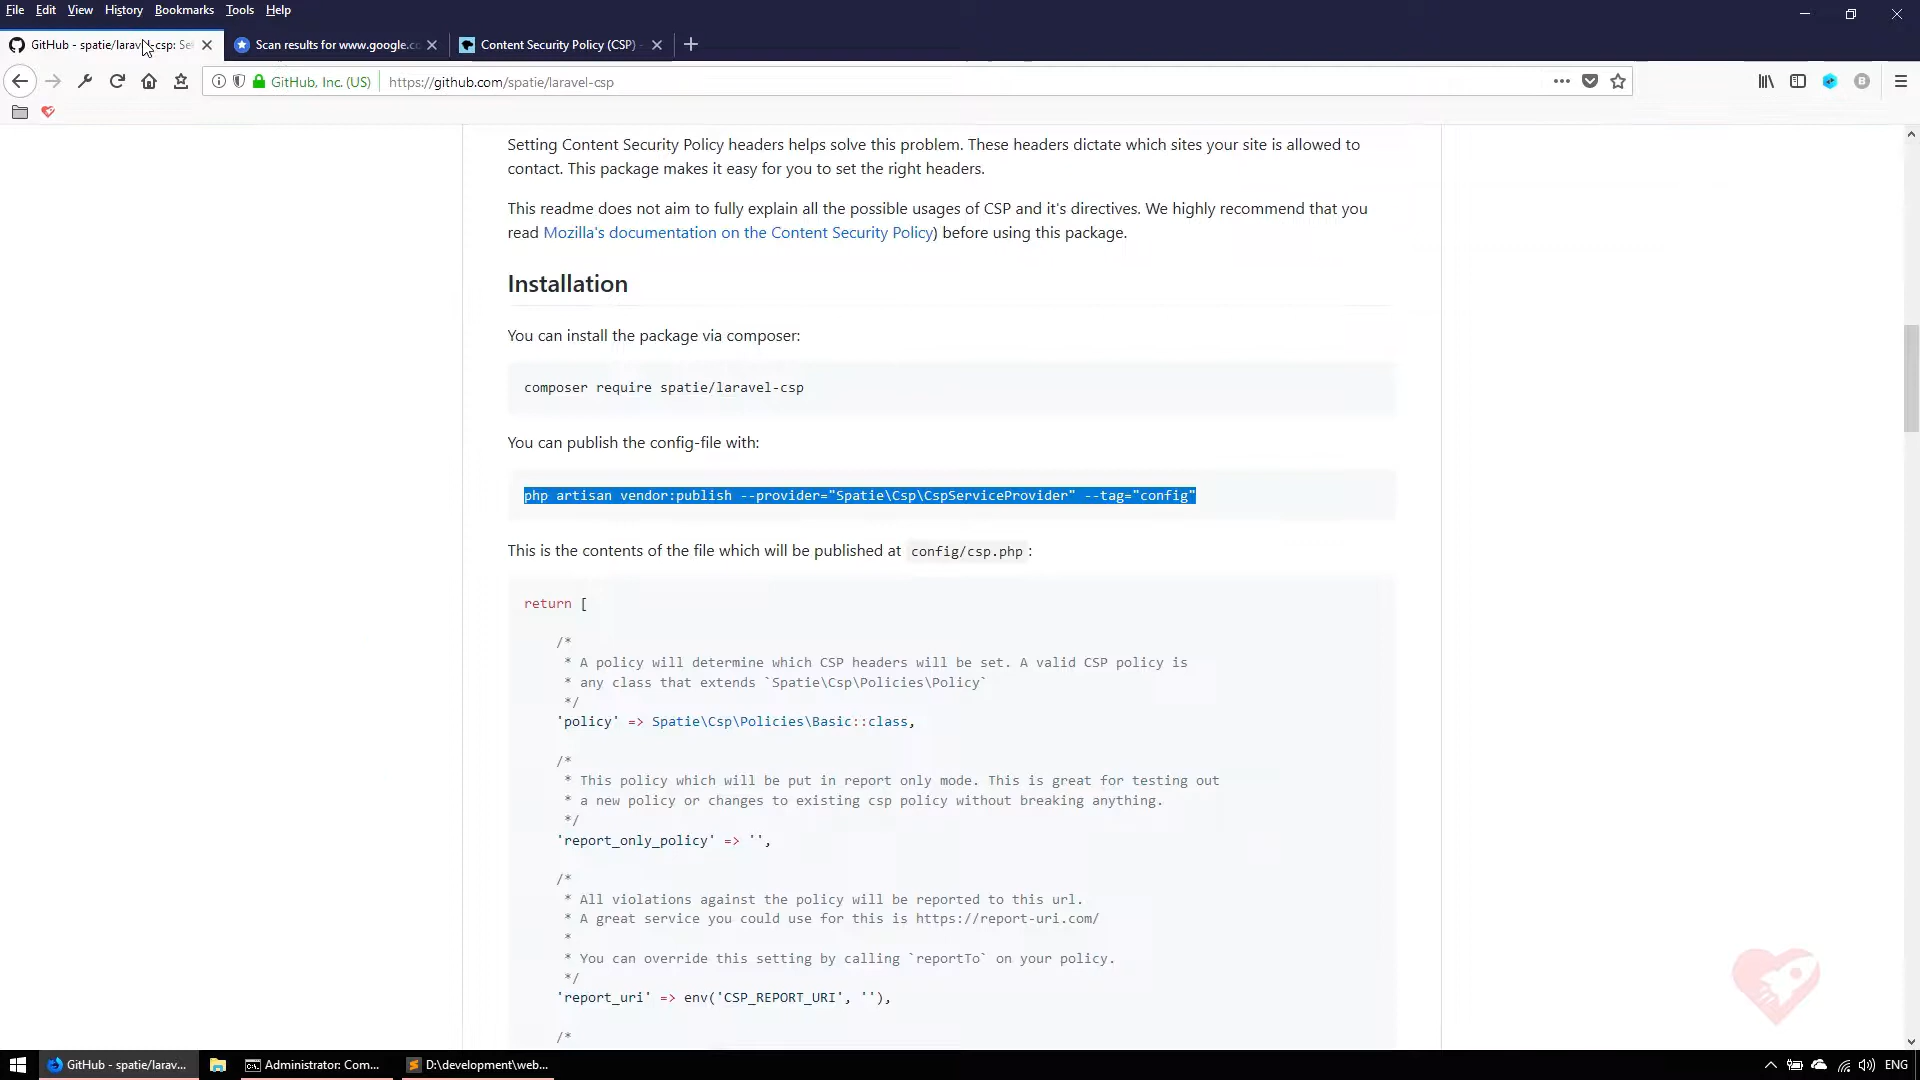 File Edit View History Bookmarks Tools Help
GitHub - spatie/laravel-csp: Se
Scan results for www.google.co
Content Security Policy (CSP) -
GitHub, Inc. (US)
https://github.com/spatie/laravel-csp
Setting Content Security Policy headers helps solve this problem. These headers dictate which sites your site is allowed to
contact. This package makes it easy for you to set the right headers.
This readme does not aim to fully explain all the possible usages of CSP and it's directives. We highly recommend that you
read Mozilla's documentation on the Content Security Policy) before using this package.
Installation
You can install the package via composer:
composer require spatie/laravel-csp
You can publish the config-file with:
php artisan vendor:publish --provider="Spatie\Csp\CspServiceProvider" --tag="config"
This is the contents of the file which will be published at config/csp.php :
return [
/*
* A policy will determine which CSP headers will be set. A valid CSP policy is
* any class that extends `Spatie\Csp\Policies\Policy`
*/
'policy' => Spatie\Csp\Policies\Basic::class,
/*
* This policy which will be put in report only mode. This is great for testing out
* a new policy or changes to existing csp policy without breaking anything.
*/
'report_only_policy' => '',
/*
* All violations against the policy will be reported to this url.
* A great service you could use for this is https://report-uri.com/
*
* You can override this setting by calling `reportTo` on your policy.
*/
'report_uri' => env('CSP_REPORT_URI', ''),
/*
GitHub - spatie/larav...
Administrator: Com...
D:\development\web...
ENG